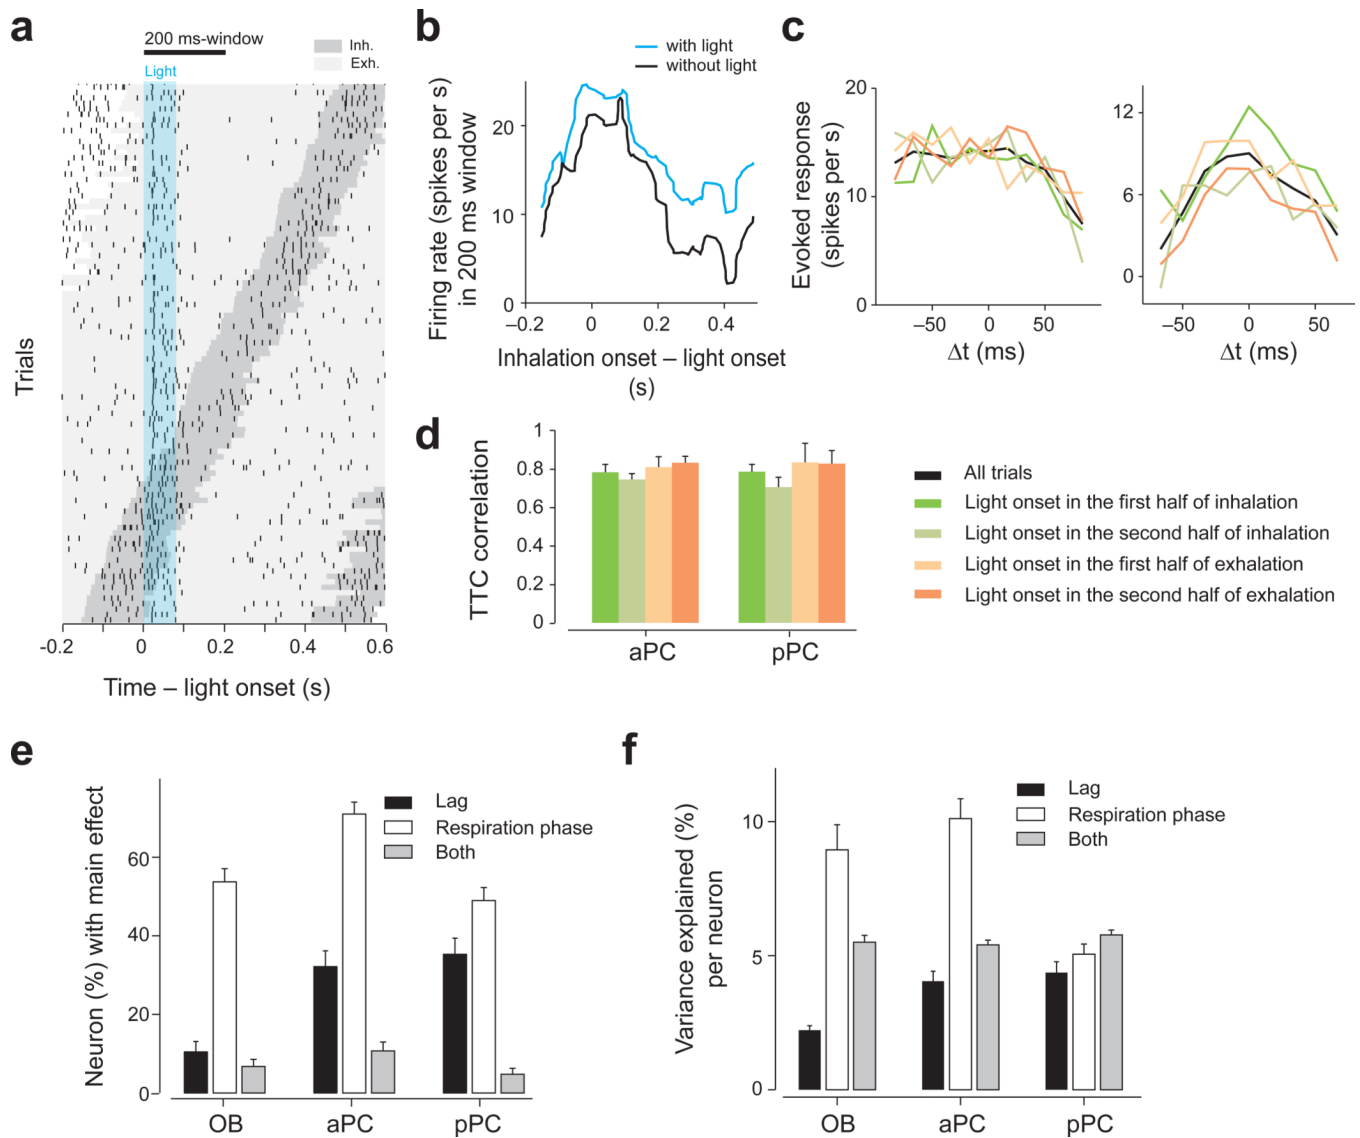 a
200 ms-window
Light
Inh.
Exh.
Trials
-0.2
0
0.2
0.4
0.6
Time – light onset (s)
b
with light
without light
Firing rate (spikes per s)
in 200 ms window
20
10
0
–0.2
0
0.2
0.4
Inhalation onset – light onset
(s)
c
Evoked response
(spikes per s)
20
10
0
–50
0
50
Δt (ms)
12
6
0
–50
0
50
Δt (ms)
d
TTC correlation
1
0.8
0.6
0.4
0.2
0
aPC
pPC
All trials
Light onset in the first half of inhalation
Light onset in the second half of inhalation
Light onset in the first half of exhalation
Light onset in the second half of exhalation
e
Neuron (%) with main effect
60
40
20
0
Lag
Respiration phase
Both
OB
aPC
pPC
f
Variance explained (%)
per neuron
10
5
0
Lag
Respiration phase
Both
OB
aPC
pPC